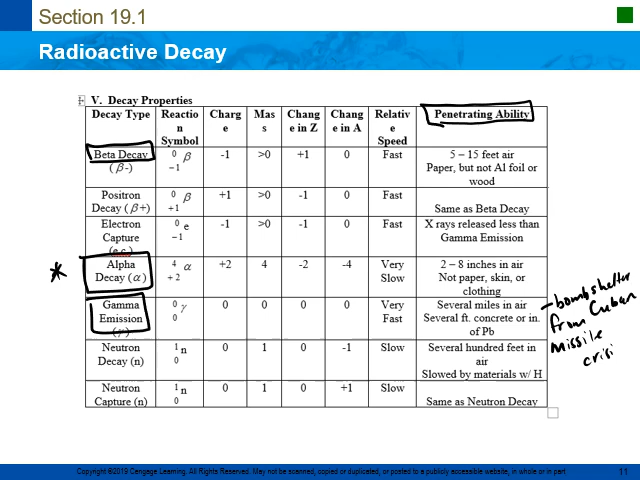 Section 19.1
Radioactive Decay
V. Decay Properties
Decay Type Reactio n Symbol Charg e Mas s Chang e in Z Chang e in A Relativ e Speed Penetrating Ability
Beta Decay (β-) 0 -1 β -1 >0 +1 0 Fast 5 – 15 feet air Paper, but not Al foil or wood
Positron Decay (β+) 0 +1 β +1 >0 -1 0 Fast Same as Beta Decay
Electron Capture (e.c.) 0 -1 e -1 >0 -1 0 Fast X rays released less than Gamma Emission
* Alpha Decay (α) 4 +2 α +2 4 -2 -4 Very Slow 2 – 8 inches in air Not paper, skin, or clothing
Gamma Emission (γ) 0 0 γ 0 0 0 0 Very Fast Several miles in air Several ft. concrete or in. of Pb
Neutron Decay (n) 1 0 n 0 1 0 -1 Slow Several hundred feet in air Slowed by materials w/ H
Neutron Capture (n) 1 0 n 0 1 0 +1 Slow Same as Neutron Decay
- bomb shelter
from Cuban
missile
crisi
Copyright ©2019 Cengage Learning. All Rights Reserved. May not be scanned, copied or duplicated, or posted to a publicly accessible website, in whole or in part.
11